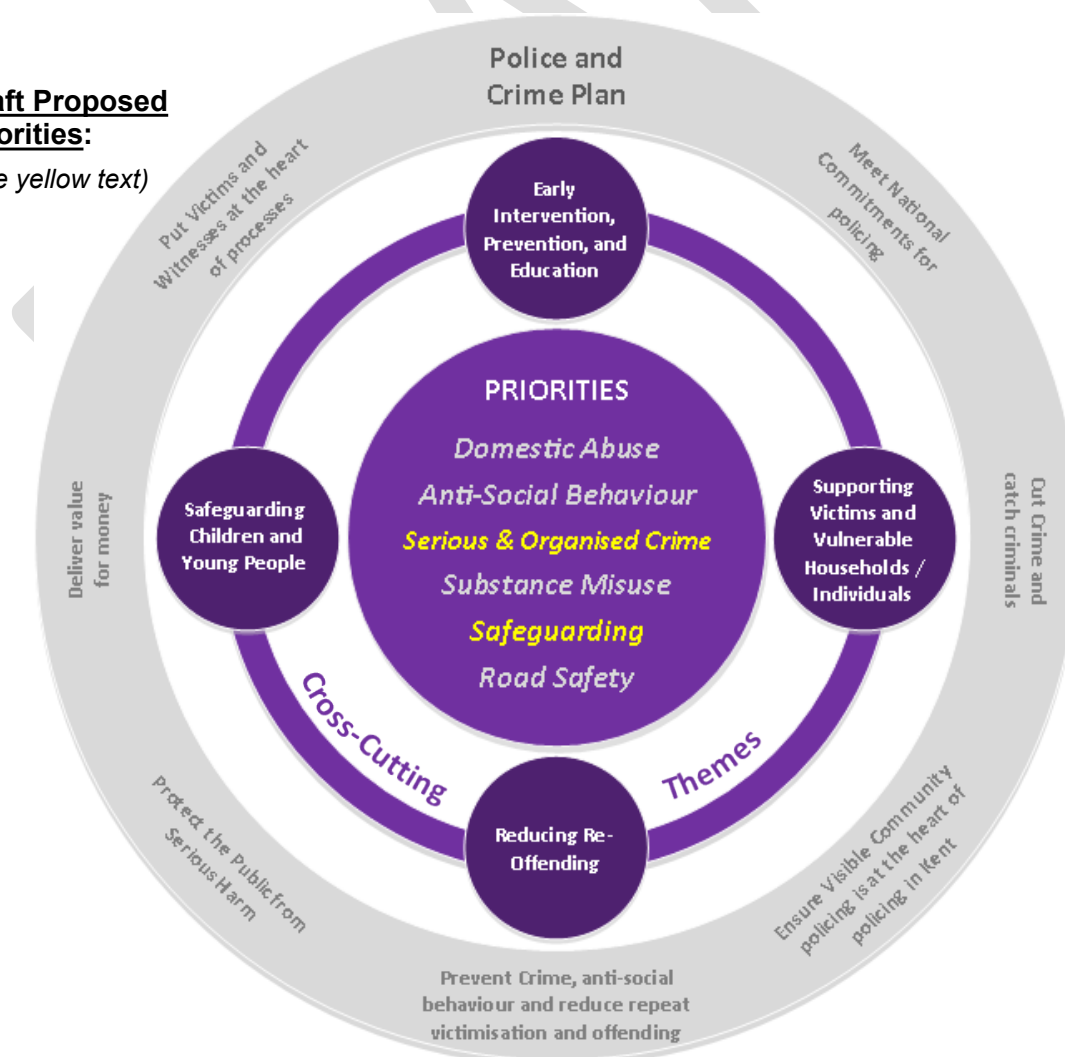 aft Proposed
orities:
e yellow text)
Police and
Crime Plan
Put Victims and
Witnesses at the heart
of processes
Meet National
Commitments for
policing
Early
Intervention,
Prevention, and
Education
PRIORITIES
Domestic Abuse
Anti-Social Behaviour
Serious & Organised Crime
Substance Misuse
Safeguarding
Road Safety
Safeguarding
Children and
Young People
Supporting
Victims and
Vulnerable
Households /
Individuals
Deliver value
for money
Cut Crime and
catch criminals
Cross-Cutting
Themes
Reducing Re-
Offending
Protect the Public from
Serious Harm
Ensure Visible Community
policing is at the heart of
policing in Kent
Prevent Crime, anti-social
behaviour and reduce repeat
victimisation and offending